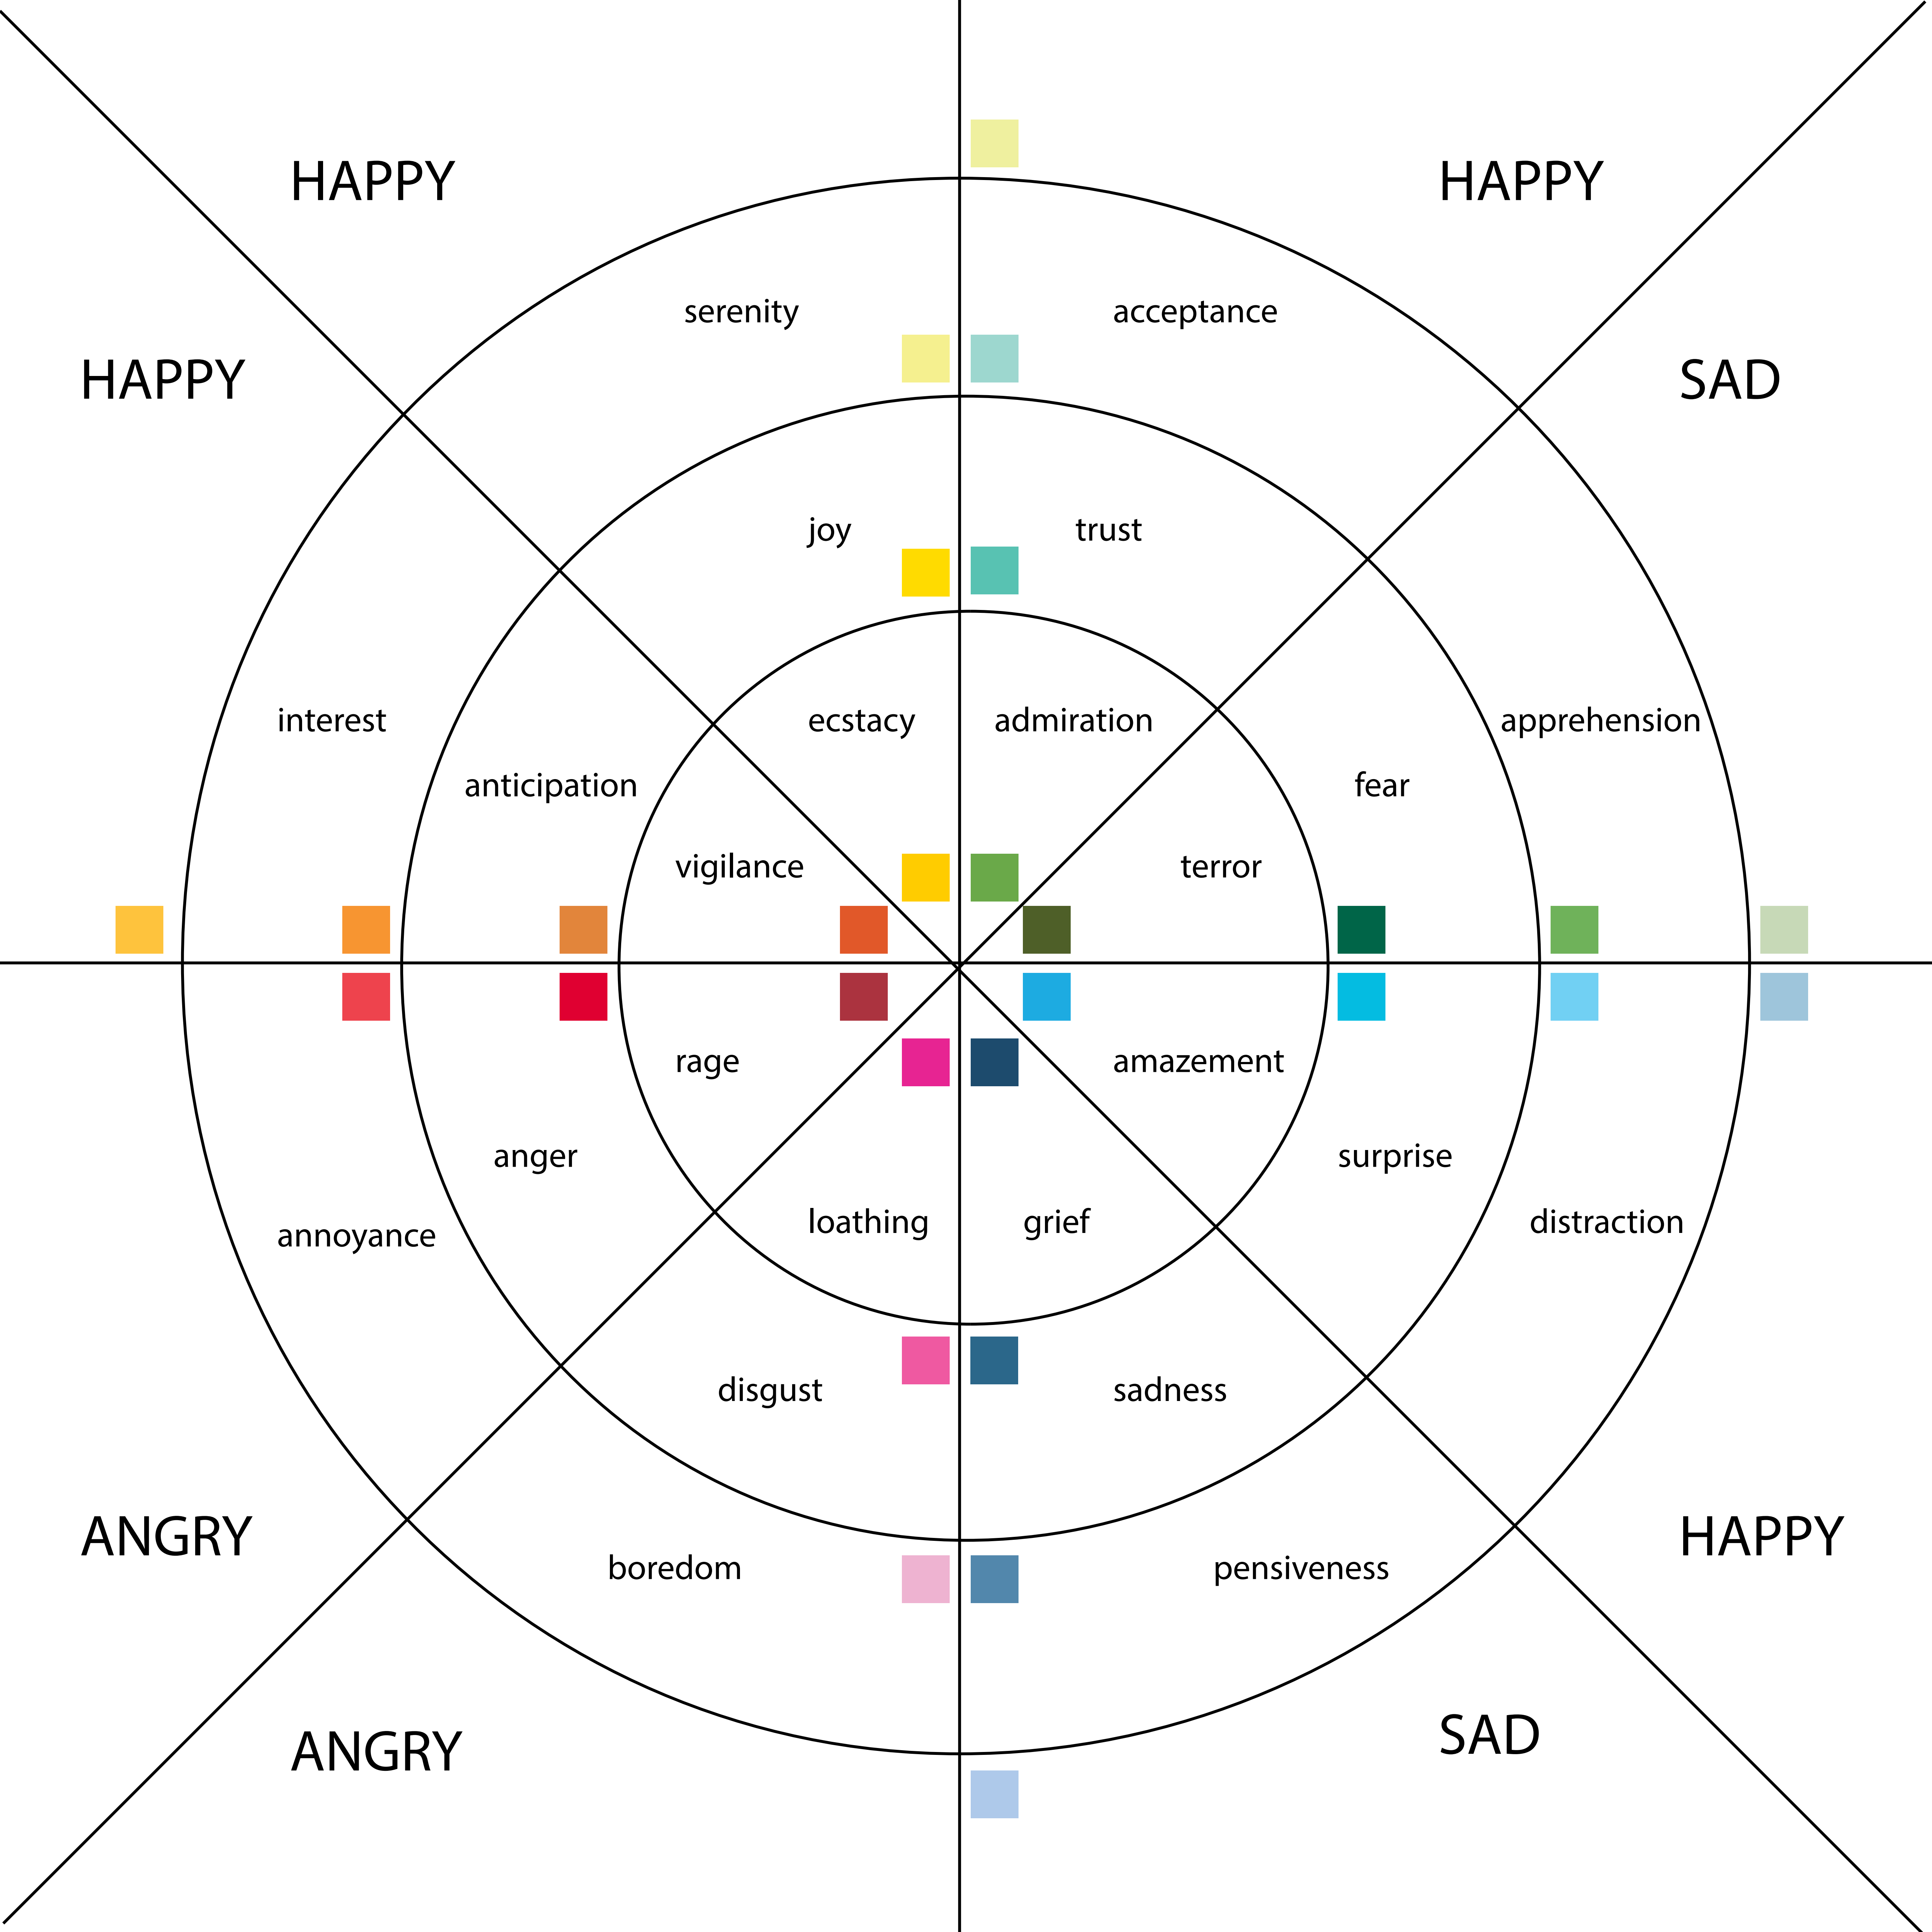 HAPPY
HAPPY
serenity
acceptance
HAPPY
SAD
joy
trust
interest
ecstacy
admiration
apprehension
anticipation
fear
vigilance
terror
rage
amazement
anger
surprise
annoyance
loathing
grief
distraction
disgust
sadness
ANGRY
HAPPY
boredom
pensiveness
ANGRY
SAD